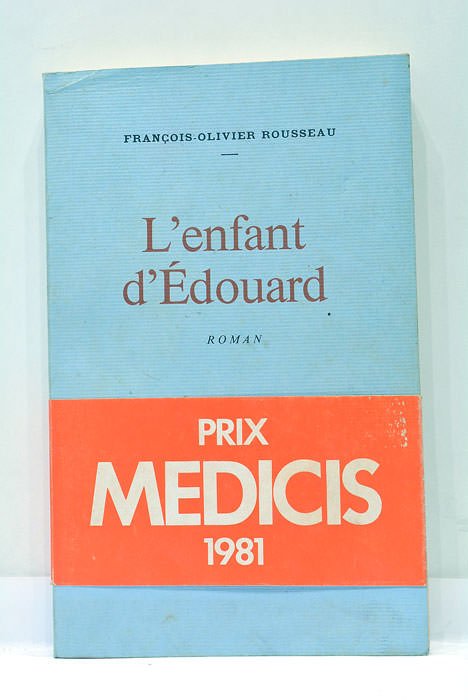 FRANÇOIS-OLIVIER ROUSSEAU
L'enfant
d'Édouard
ROMAN
PRIX
MEDICIS
1981